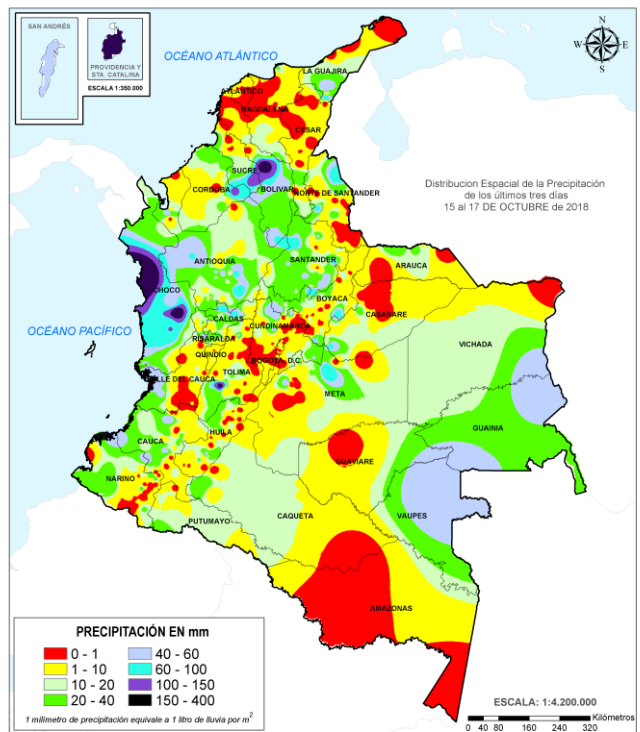 SAN ANDRÉS
PROVIDENCIA Y
STA. CATALINA
ESCALA 1:350.000
OCÉANO ATLÁNTICO
N
W
E
S
LA GUAJIRA
ATLANTICO
MAGDALENA
CESAR
SUCRE
CORDOBA
BOLIVAR
NORTE DE SANTANDER
Distribucion Espacial de la Precipitación
de los últimos tres días
15 al 17 DE OCTUBRE de 2018
ANTIOQUIA
SANTANDER
ARAUCA
CHOCO
BOYACA
CALDAS
CASANARE
CUNDINAMARCA
OCÉANO PACÍFICO
RISARALDA
VICHADA
QUINDIO
BOGOTA, D.C.
TOLIMA
VALLE DEL CAUCA
META
GUAINIA
HUILA
CAUCA
GUAVIARE
NARINO
PUTUMAYO
CAQUETA
VAUPES
AMAZONAS
PRECIPITACIÓN EN mm
0 - 1
40 - 60
1 - 10
60 - 100
10 - 20
100 - 150
20 - 40
150 - 400
1 milimetro de precipitación equivale a 1 litro de lluvia por m2
ESCALA: 1:4.200.000
Kilómetros
0 40 80 160 240 320